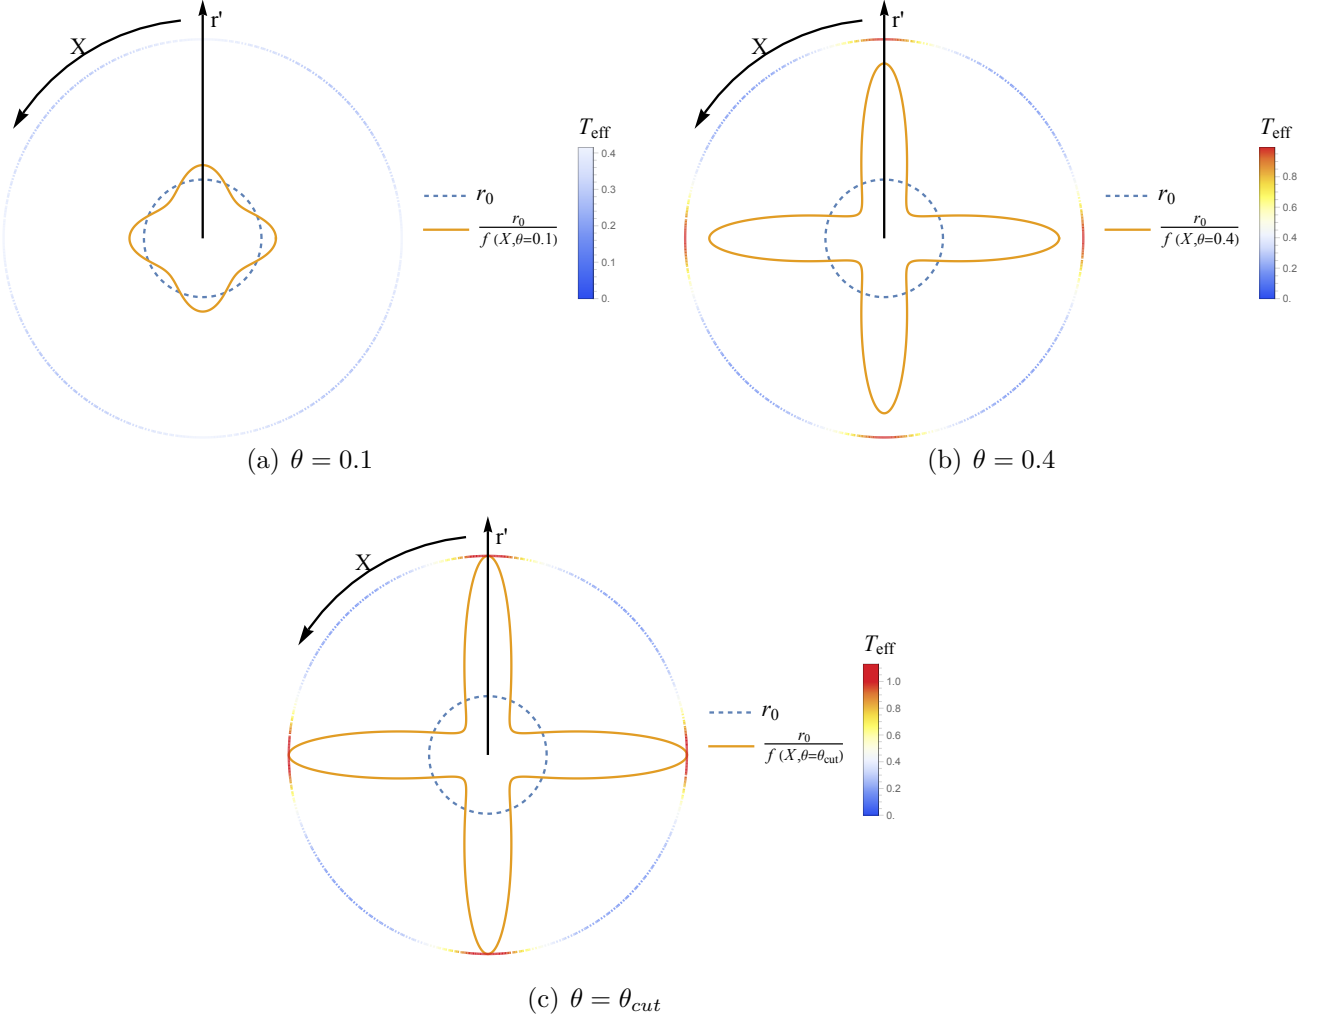 r'
X
T_eff
0.4
0.3
0.2
0.1
0.
r_0
r_0
f (X,θ=0.1)
(a) θ = 0.1
r'
X
T_eff
0.8
0.6
0.4
0.2
0.
r_0
r_0
f (X,θ=0.4)
(b) θ = 0.4
r'
X
T_eff
1.0
0.8
0.6
0.4
0.2
0.
r_0
r_0
f (X,θ=θ_cut)
(c) θ = θ_cut